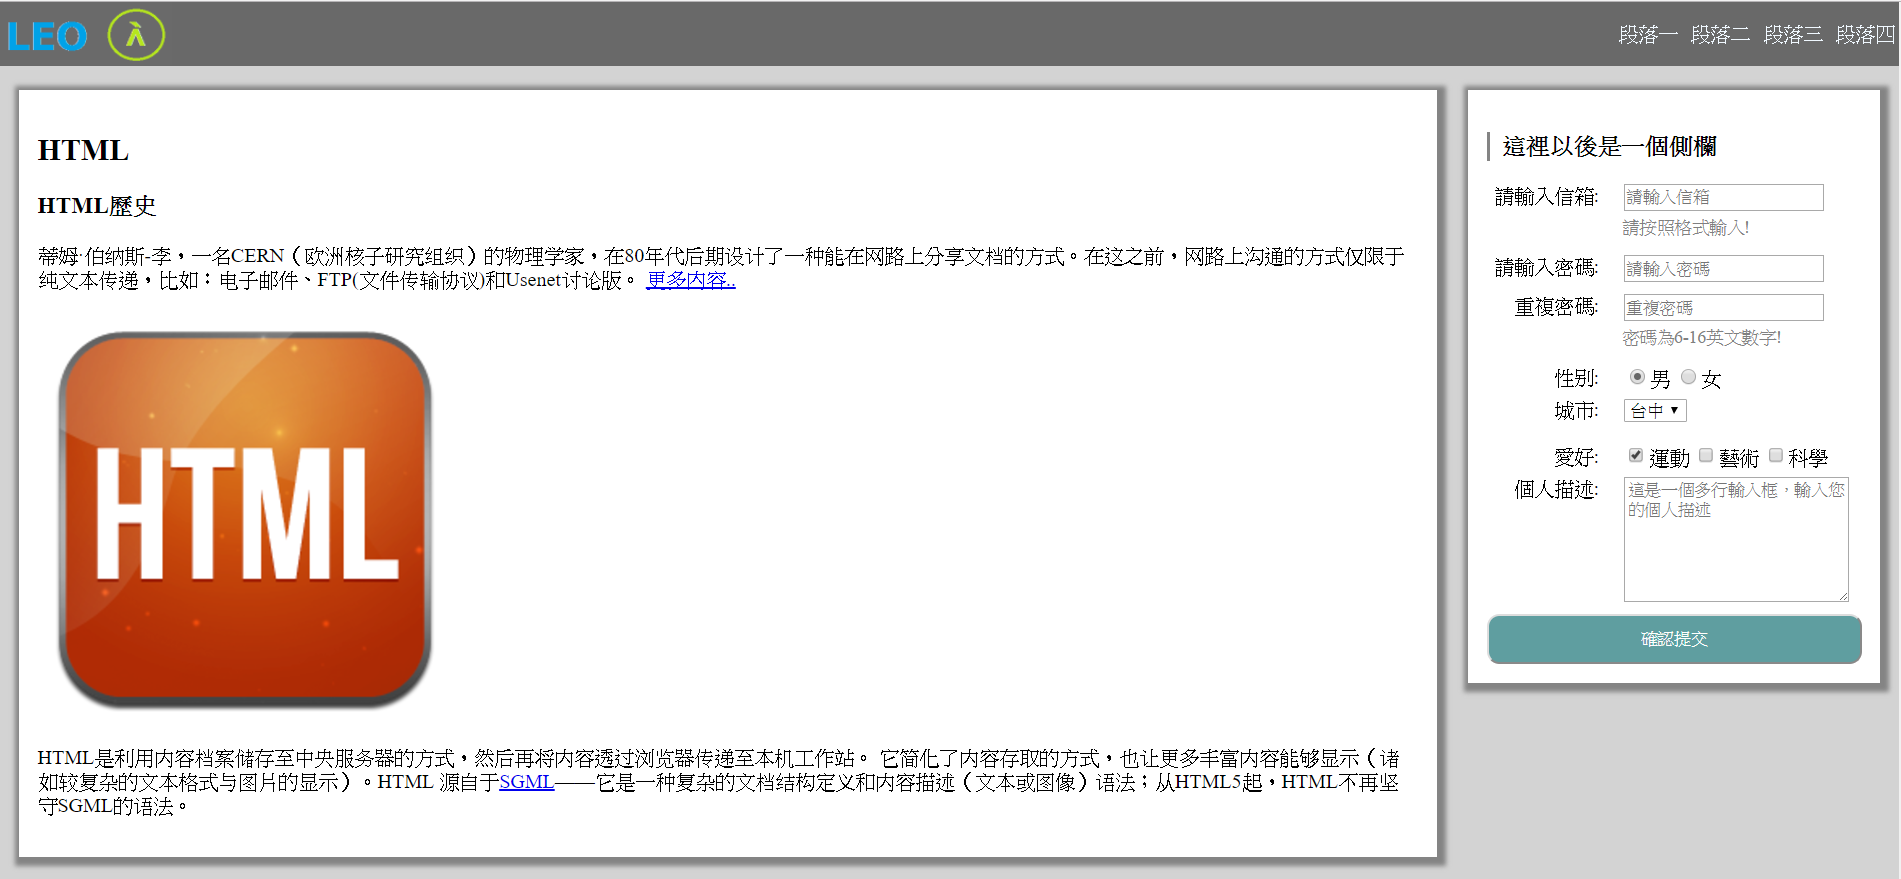 LEO
段落一 段落二 段落三 段落四
HTML
HTML歷史
蒂姆·伯纳斯-李，一名CERN（欧洲核子研究组织）的物理学家，在80年代后期设计了一种能在网路上分享文档的方式。在这之前，网路上沟通的方式仅限于
纯文本传递，比如：电子邮件、FTP(文件传输协议)和Usenet讨论版。 更多内容..
HTML
HTML是利用内容档案储存至中央服务器的方式，然后再将内容透过浏览器传递至本机工作站。 它简化了内容存取的方式，也让更多丰富内容能够显示（诸
如较复杂的文本格式与图片的显示）。HTML 源自于SGML——它是一种复杂的文档结构定义和内容描述（文本或图像）语法；从HTML5起，HTML不再坚
守SGML的语法。
這裡以後是一個側欄
請輸入信箱: 請輸入信箱
請按照格式輸入!
請輸入密碼: 請輸入密碼
重複密碼: 重複密碼
密碼為6-16英文數字!
性别: 男 女
城市: 台中
愛好: 運動 藝術 科學
個人描述: 這是一個多行輸入框，輸入您
的個人描述
確認提交